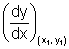 (dy/dx)(x₁, y₁)